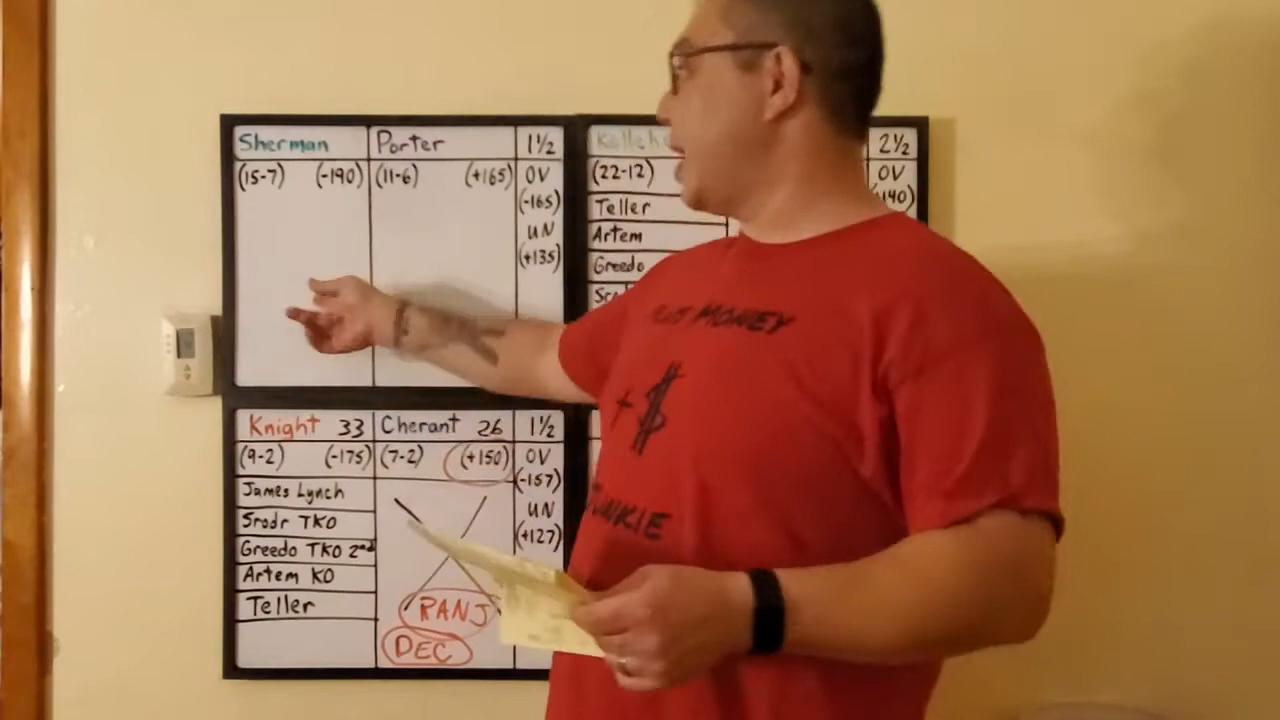 Sherman Porter 1½
(15-7) (-190) (11-6) (+165) OV
(-165)
UN
(+135)
2½
(22-12) OV
Teller
Artem
Greedo
Knight 33 Cherant 26 1½
(9-2) (-175) (7-2) (+150) OV
(-157)
James Lynch
UN
Srodr TKO
(+127)
Greedo TKO 2nd
Artem KO
Teller
RANJ
DEC
MONEY
+$